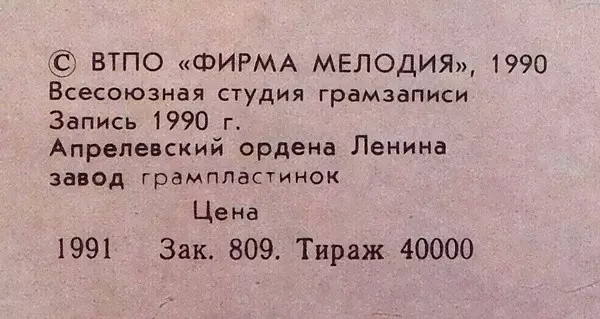 © ВТПО «ФИРМА МЕЛОДИЯ», 1990
Всесоюзная студия грамзаписи
Запись 1990 г.
Апрелевский ордена Ленина
завод грампластинок
Цена
1991 Зак. 809. Тираж 40000